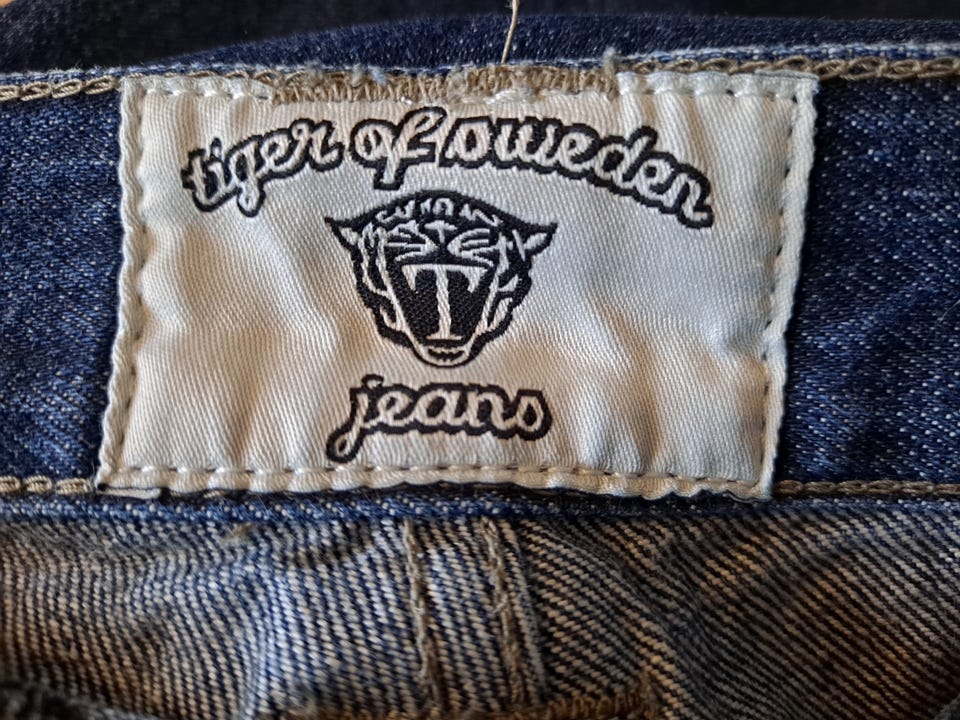 tiger of sweden
jeans